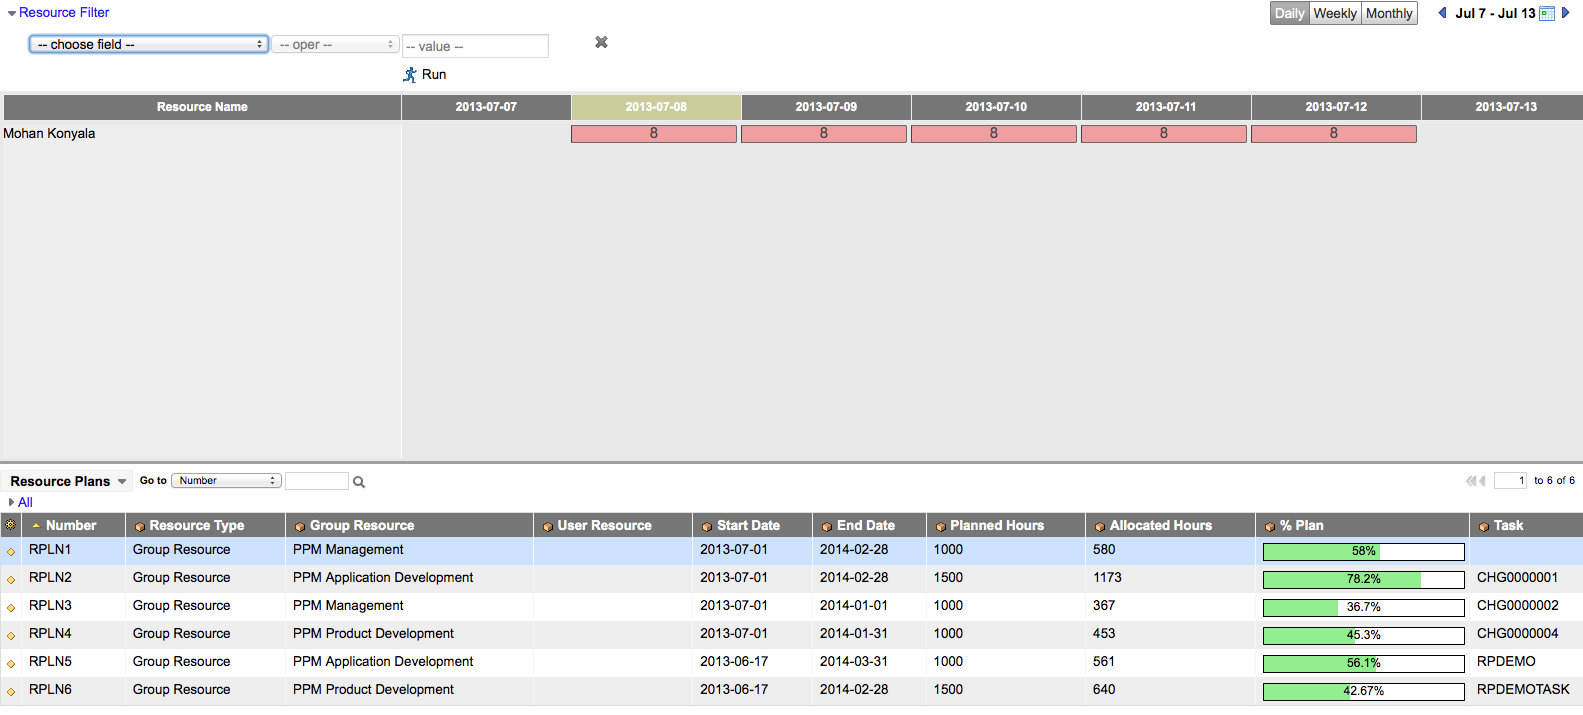 Resource Filter Daily Weekly Monthly Jul 7 - Jul 13
-- choose field -- -- oper -- -- value --
Run
Resource Name 2013-07-07 2013-07-08 2013-07-09 2013-07-10 2013-07-11 2013-07-12 2013-07-13
Mohan Konyala 8 8 8 8 8
Resource Plans Go to Number 1 to 6 of 6
All
Number Resource Type Group Resource User Resource Start Date End Date Planned Hours Allocated Hours % Plan Task
RPLN1 Group Resource PPM Management 2013-07-01 2014-02-28 1000 580 58%
RPLN2 Group Resource PPM Application Development 2013-07-01 2014-02-28 1500 1173 78.2% CHG0000001
RPLN3 Group Resource PPM Management 2013-07-01 2014-01-01 1000 367 36.7% CHG0000002
RPLN4 Group Resource PPM Product Development 2013-07-01 2014-01-31 1000 453 45.3% CHG0000004
RPLN5 Group Resource PPM Application Development 2013-06-17 2014-03-31 1000 561 56.1% RPDEMO
RPLN6 Group Resource PPM Product Development 2013-06-17 2014-02-28 1500 640 42.67% RPDEMOTASK